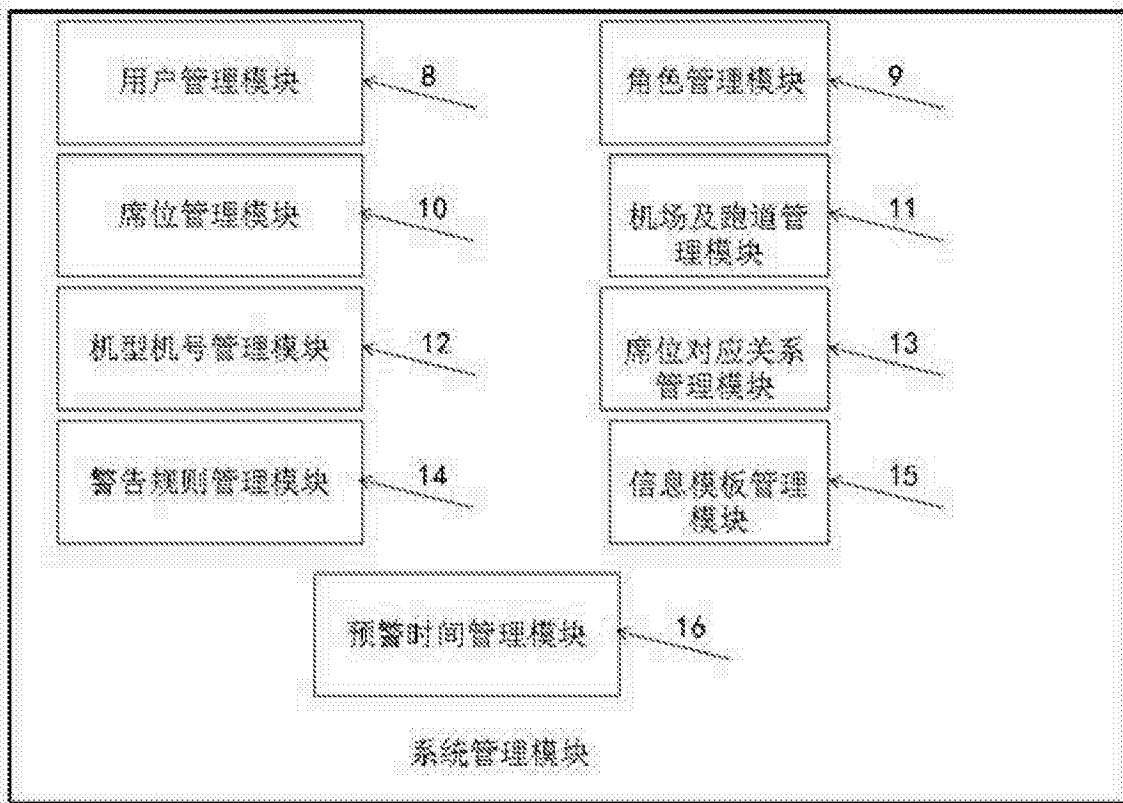 用户管理模块
8
角色管理模块
9
席位管理模块
10
机场及跑道管
理模块
11
机型机号管理模块
12
席位对应关系
管理模块
13
警告规则管理模块
14
信息模板管理
模块
15
预警时间管理模块
16
系统管理模块